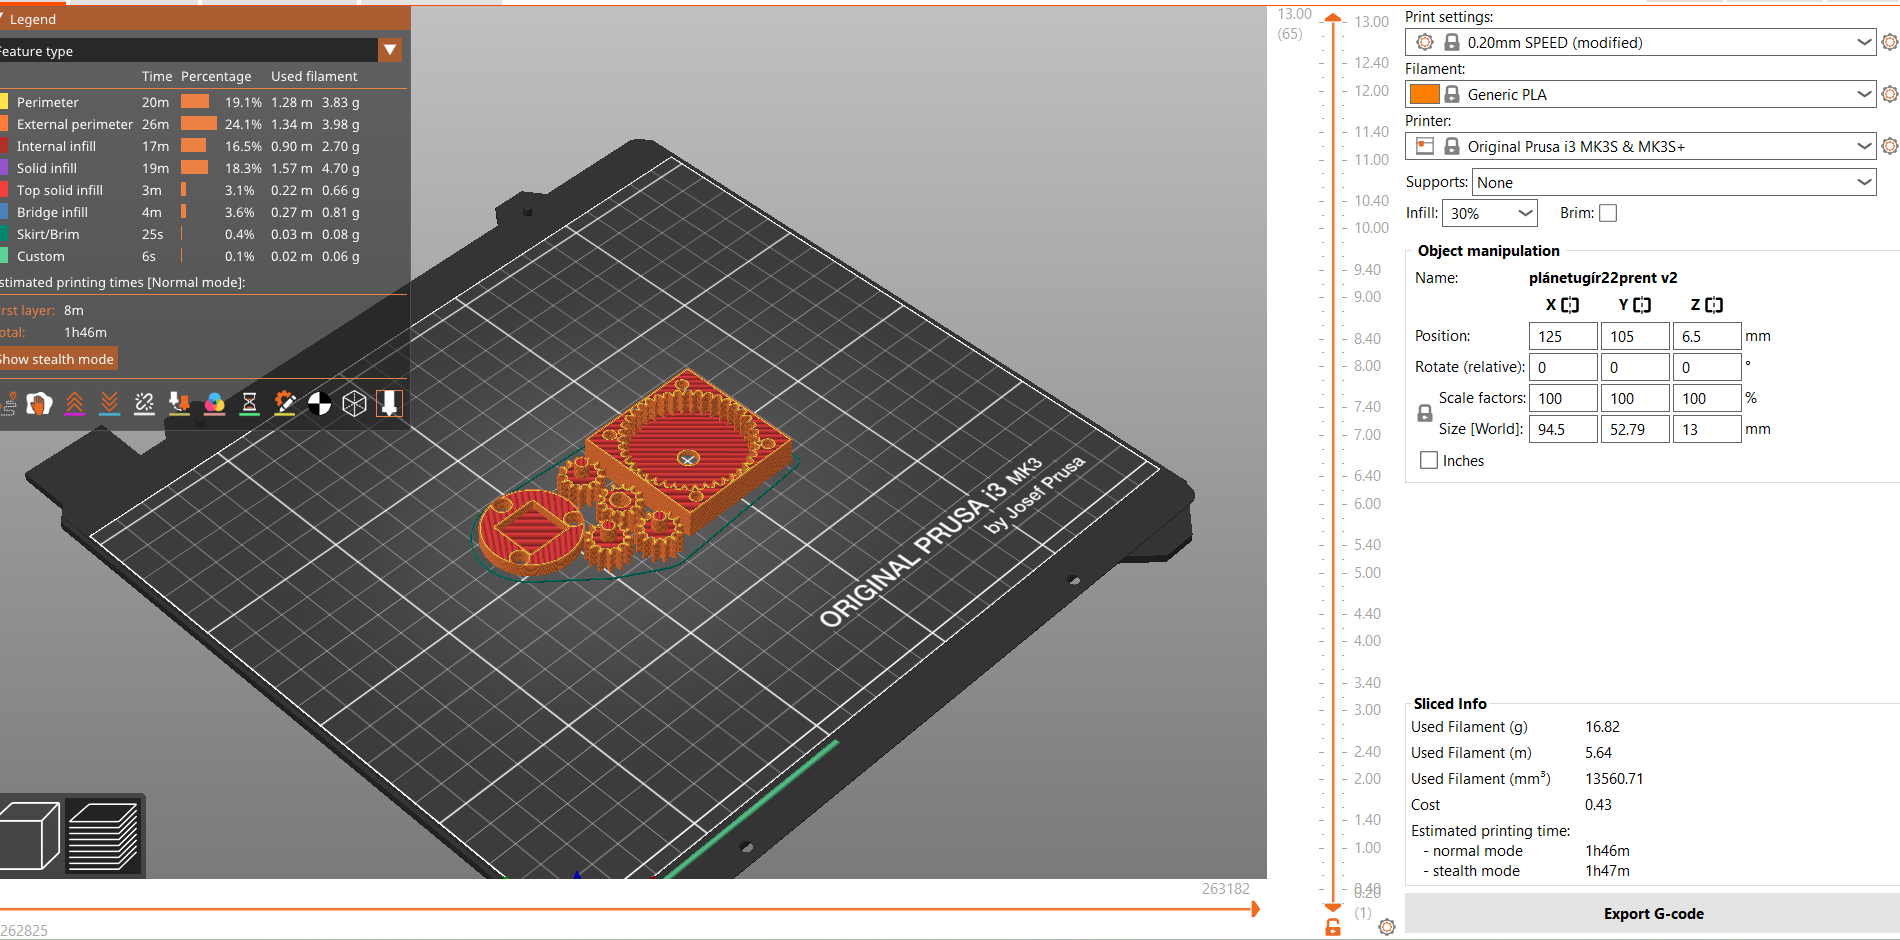 Legend
Feature type
Time Percentage Used filament
Perimeter 20m 19.1% 1.28 m 3.83 g
External perimeter 26m 24.1% 1.34 m 3.98 g
Internal infill 17m 16.5% 0.90 m 2.70 g
Solid infill 19m 18.3% 1.57 m 4.70 g
Top solid infill 3m 3.1% 0.22 m 0.66 g
Bridge infill 4m 3.6% 0.27 m 0.81 g
Skirt/Brim 25s 0.4% 0.03 m 0.08 g
Custom 6s 0.1% 0.02 m 0.06 g
stimated printing times [Normal mode]:
rst layer: 8m
otal: 1h46m
Show stealth mode
ORIGINAL PRUSA i3 MK3
by Josef Prusa
263182
262825
13.00
(65)
13.00
12.40
12.00
11.40
11.00
10.40
10.00
9.40
9.00
8.40
8.00
7.40
7.00
6.40
6.00
5.40
5.00
4.40
4.00
3.40
3.00
2.40
2.00
1.40
1.00
0.40
0.20
(1)
Print settings:
0.20mm SPEED (modified)
Filament:
Generic PLA
Printer:
Original Prusa i3 MK3S & MK3S+
Supports: None
Infill: 30% Brim:
Object manipulation
Name: plánetugír22prent v2
X Y Z
Position: 125 105 6.5 mm
Rotate (relative): 0 0 0 °
Scale factors: 100 100 100 %
Size [World]: 94.5 52.79 13 mm
Inches
Sliced Info
Used Filament (g) 16.82
Used Filament (m) 5.64
Used Filament (mm³) 13560.71
Cost 0.43
Estimated printing time:
- normal mode 1h46m
- stealth mode 1h47m
Export G-code